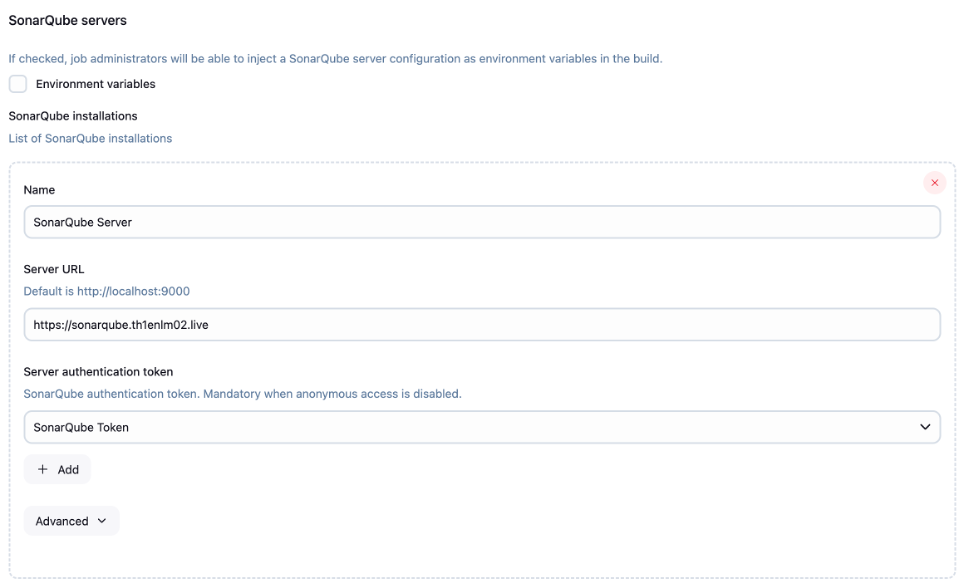 SonarQube servers
If checked, job administrators will be able to inject a SonarQube server configuration as environment variables in the build.
Environment variables
SonarQube installations
List of SonarQube installations
Name
SonarQube Server
Server URL
Default is http://localhost:9000
https://sonarqube.th1enlm02.live
Server authentication token
SonarQube authentication token. Mandatory when anonymous access is disabled.
SonarQube Token
+ Add
Advanced